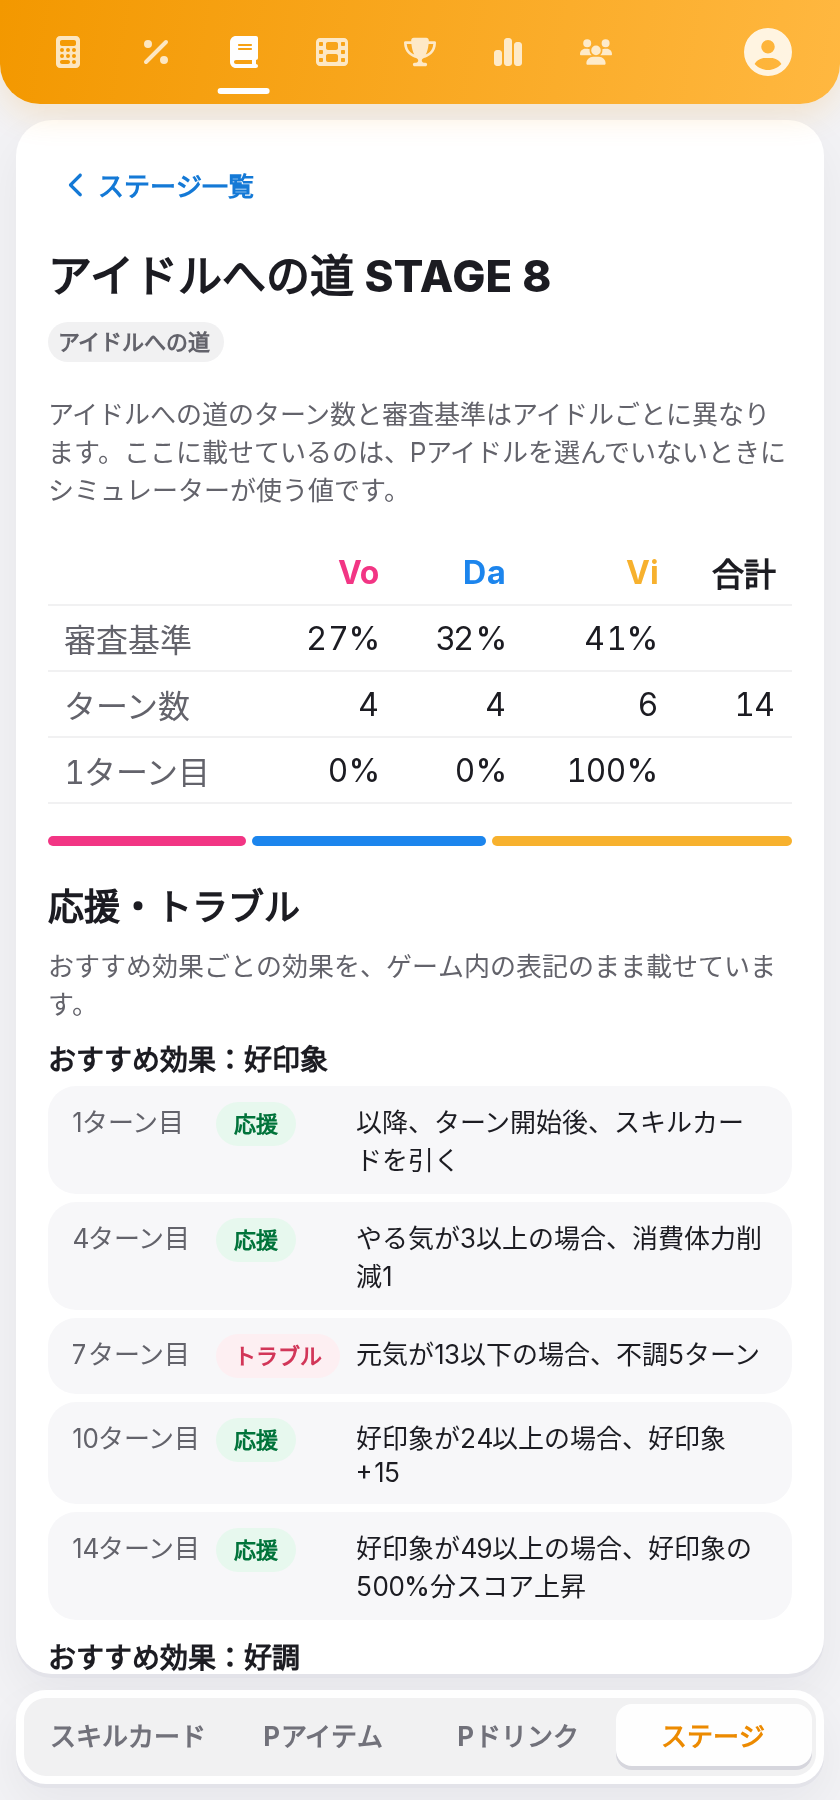 ステージ一覧
アイドルへの道 STAGE 8
アイドルへの道
アイドルへの道のターン数と審査基準はアイドルごとに異なり
ます。ここに載せているのは、Pアイドルを選んでいないときに
シミュレーターが使う値です。
Vo Da Vi 合計
審査基準 27% 32% 41%
ターン数 4 4 6 14
1ターン目 0% 0% 100%
応援・トラブル
おすすめ効果ごとの効果を、ゲーム内の表記のまま載せていま
す。
おすすめ効果：好印象
1ターン目 応援 以降、ターン開始後、スキルカー
ドを引く
4ターン目 応援 やる気が3以上の場合、消費体力削
減1
7ターン目 トラブル 元気が13以下の場合、不調5ターン
10ターン目 応援 好印象が24以上の場合、好印象
+15
14ターン目 応援 好印象が49以上の場合、好印象の
500%分スコア上昇
おすすめ効果：好調
スキルカード Pアイテム Pドリンク ステージ